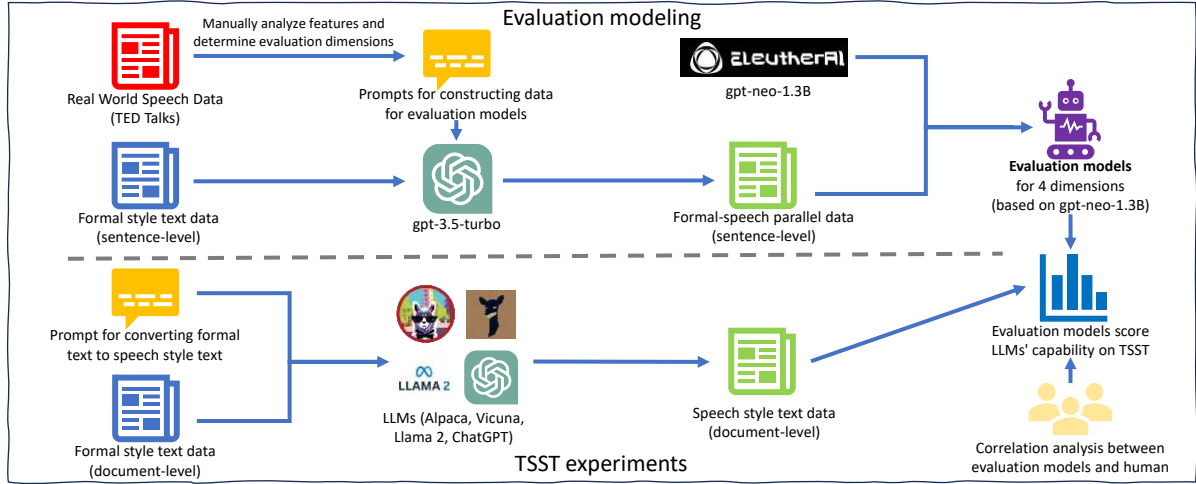 Evaluation modeling
Manually analyze features and
determine evaluation dimensions
Real World Speech Data
(TED Talks)
Prompts for constructing data
for evaluation models
ELEUTHERAI
gpt-neo-1.3B
Formal style text data
(sentence-level)
gpt-3.5-turbo
Formal-speech parallel data
(sentence-level)
Evaluation models
for 4 dimensions
(based on gpt-neo-1.3B)
Prompt for converting formal
text to speech style text
Formal style text data
(document-level)
LLAMA 2
LLMs (Alpaca, Vicuna,
Llama 2, ChatGPT)
Speech style text data
(document-level)
Evaluation models score
LLMs' capability on TSST
Correlation analysis between
evaluation models and human
TSST experiments